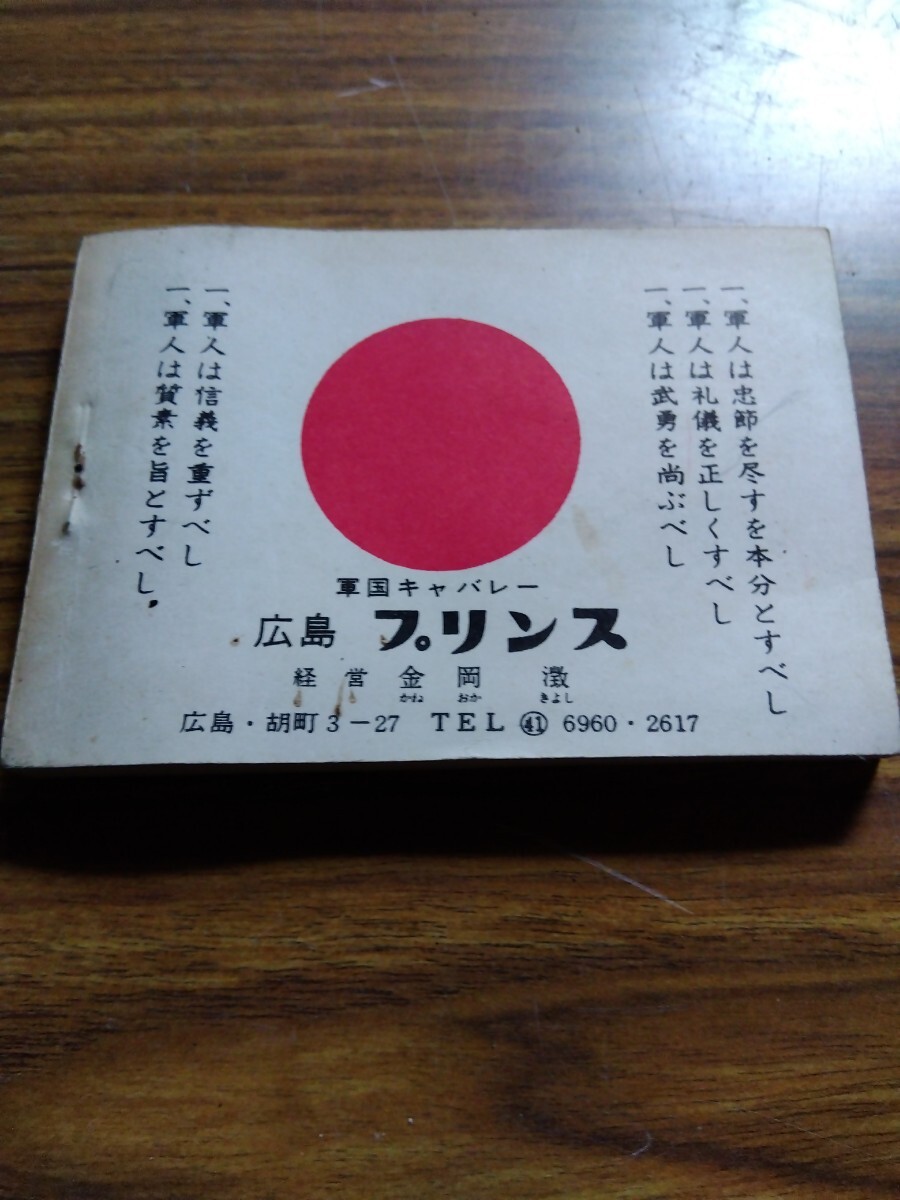 一、軍人は忠節を尽すを本分とすべし
一、軍人は礼儀を正しくすべし
一、軍人は武勇を尚ぶべし
一、軍人は信義を重ずべし
一、軍人は質素を旨とすべし
軍国キャバレー
広島 プリンス
経営 金岡 澂
かね おか きよし
広島・胡町3-27 TEL ㊶ 6960・2617